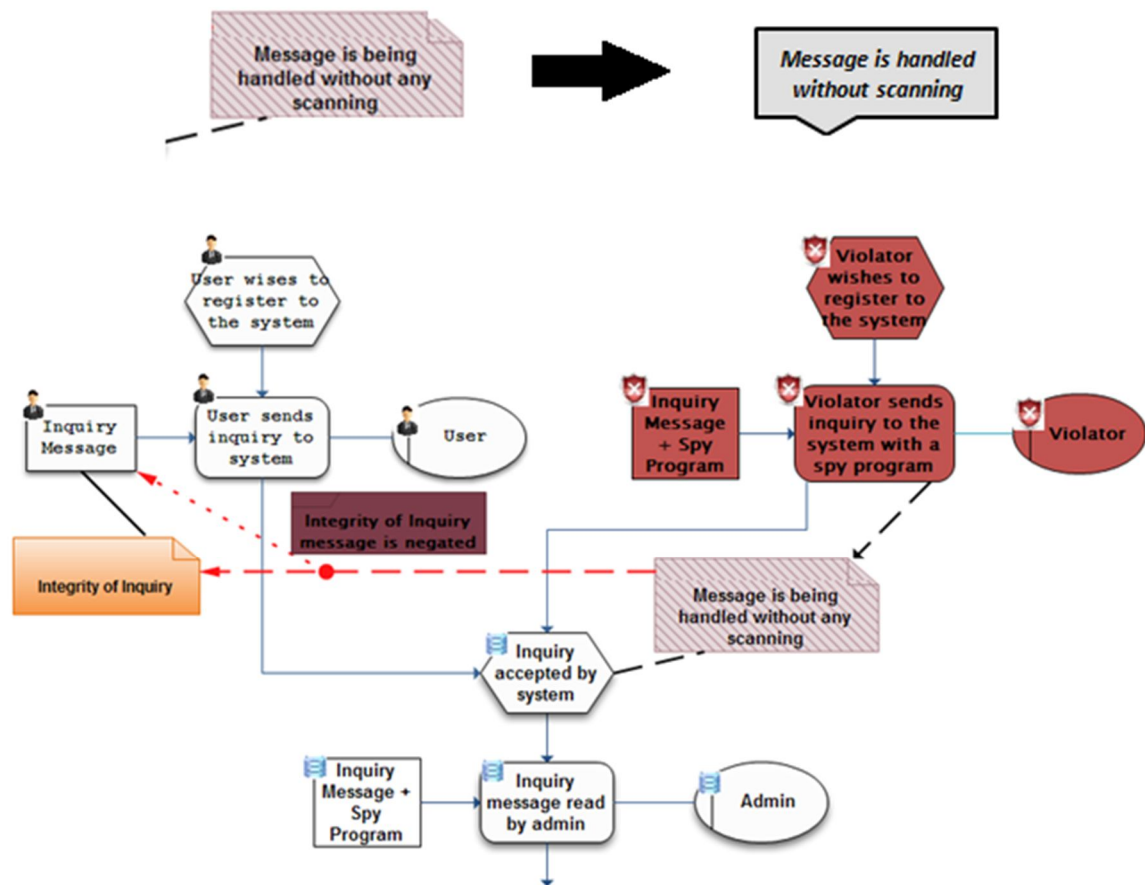 Message is being
handled without any
scanning
Message is handled
without scanning
User wises to
register to
the system
Violator
wishes to
register to
the system
Inquiry
Message
User sends
inquiry to
system
User
Inquiry
Message
+ Spy
Program
Violator sends
inquiry to the
system with a
spy program
Violator
Integrity of Inquiry
message is negated
Integrity of Inquiry
Message is being
handled without any
scanning
Inquiry
accepted by
system
Inquiry
Message +
Spy
Program
Inquiry
message read
by admin
Admin